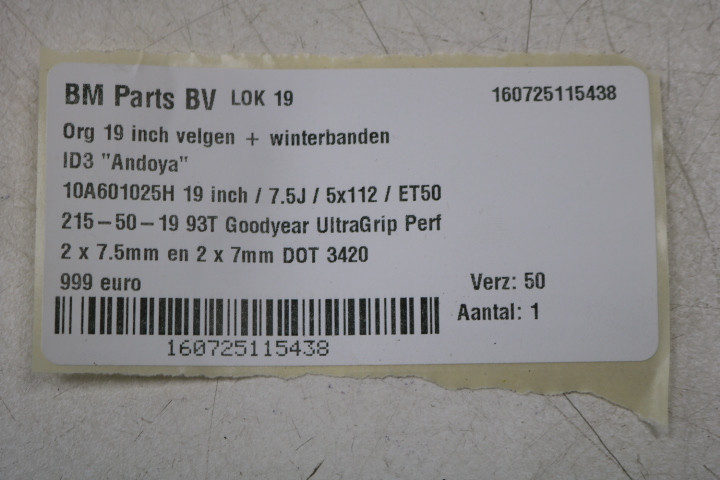 BM Parts BV LOK 19 160725115438
Org 19 inch velgen + winterbanden
ID3 "Andoya"
10A601025H 19 inch / 7.5J / 5x112 / ET50
215-50-19 93T Goodyear UltraGrip Perf
2 x 7.5mm en 2 x 7mm DOT 3420
999 euro Verz: 50
Aantal: 1
160725115438